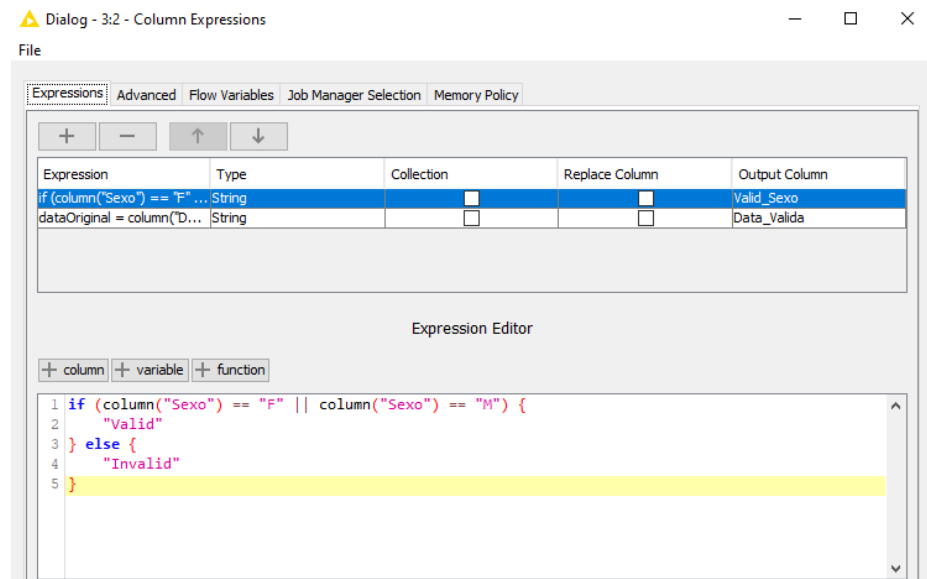 Dialog - 3:2 - Column Expressions
File
Expressions Advanced Flow Variables Job Manager Selection Memory Policy
Expression Type Collection Replace Column Output Column
if (column("Sexo") == "F" ... String Valid_Sexo
dataOriginal = column("D... String Data_Valida
Expression Editor
+ column + variable + function
1 if (column("Sexo") == "F" || column("Sexo") == "M") {
2 "Valid"
3 } else {
4 "Invalid"
5 }